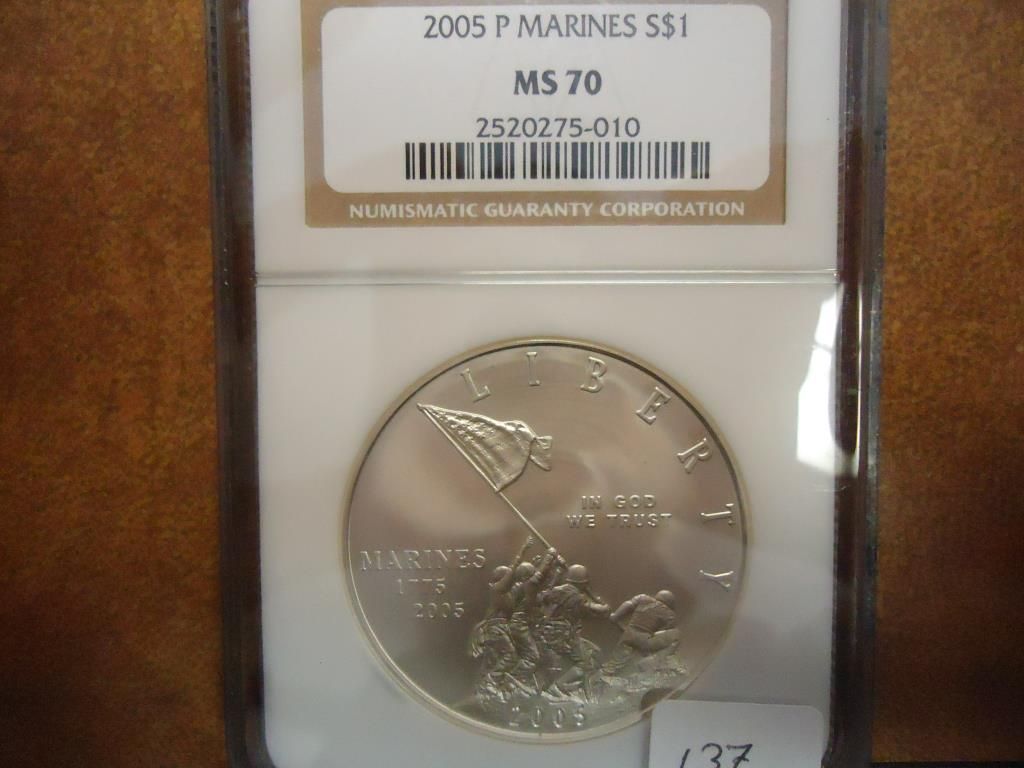 2005 P MARINES S$1
MS 70
2520275-010
NUMISMATIC GUARANTY CORPORATION
LIBERTY
IN GOD
WE TRUST
MARINES
1775
2005
2005
137